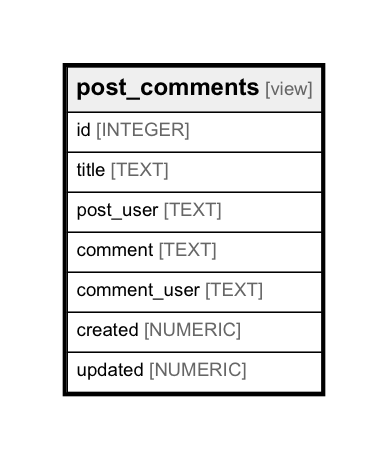 post_comments [view]
id [INTEGER]
title [TEXT]
post_user [TEXT]
comment [TEXT]
comment_user [TEXT]
created [NUMERIC]
updated [NUMERIC]